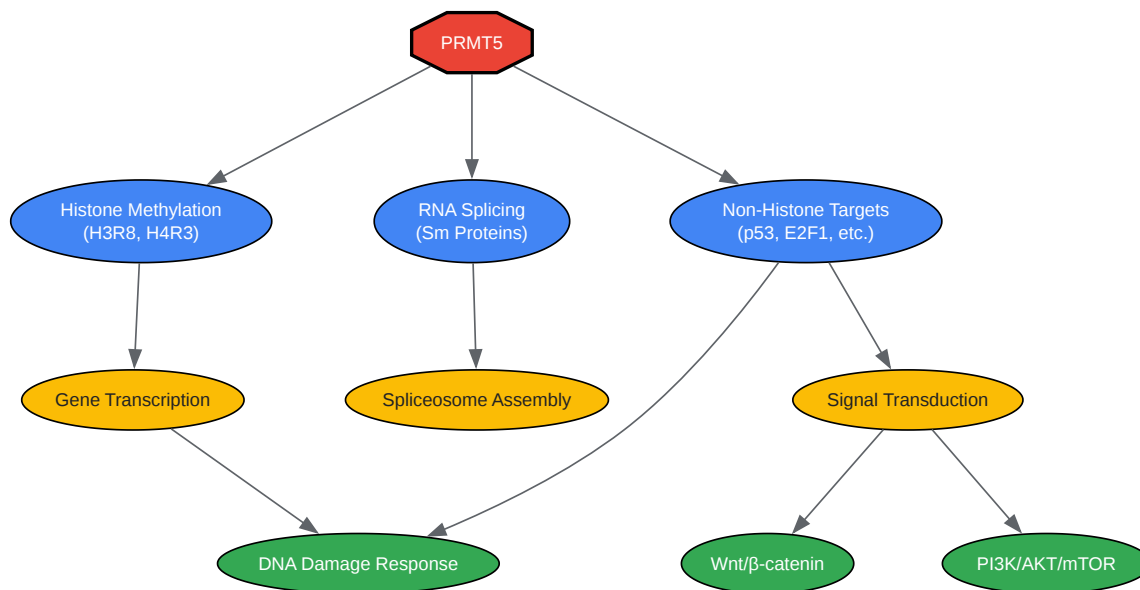 PRMT5
Histone Methylation
(H3R8, H4R3)
RNA Splicing
(Sm Proteins)
Non-Histone Targets
(p53, E2F1, etc.)
Gene Transcription
Spliceosome Assembly
Signal Transduction
DNA Damage Response
Wnt/β-catenin
PI3K/AKT/mTOR